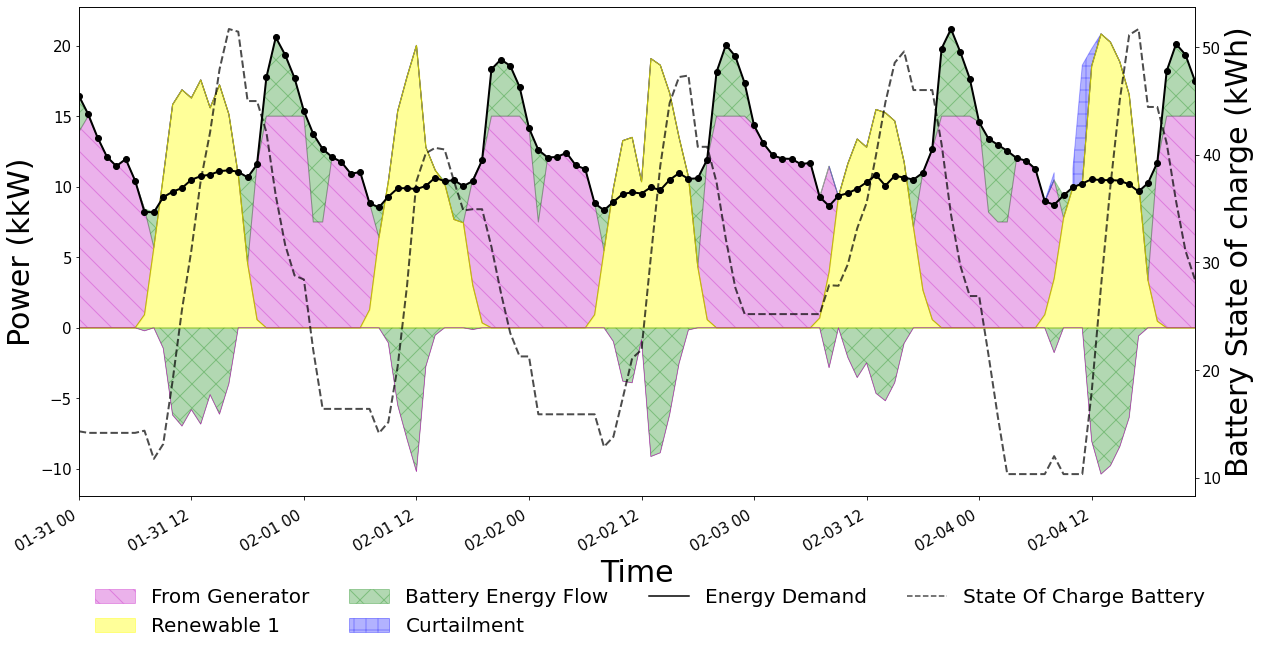 Power (kkW)
20
15
10
5
0
−5
−10
50
40
30
20
10
Battery State of charge (kWh)
01-31 00
01-31 12
02-01 00
02-01 12
02-02 00
02-02 12
02-03 00
02-03 12
02-04 00
02-04 12
Time
From Generator
Battery Energy Flow
Energy Demand
State Of Charge Battery
Renewable 1
Curtailment